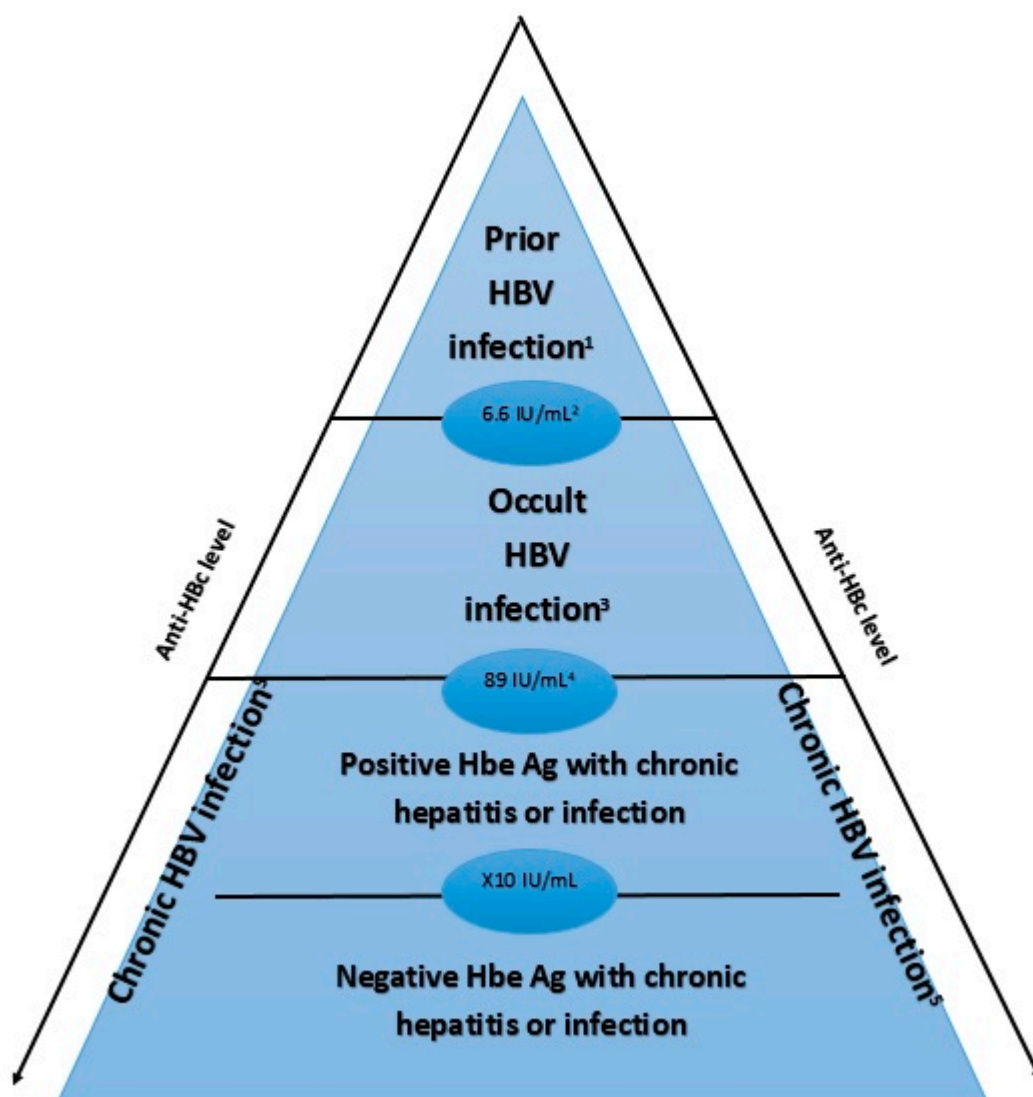 Prior
HBV
infection¹
6.6 IU/mL²
Occult
HBV
infection³
Anti-HBc level
Anti-HBc level
89 IU/mL⁴
Chronic HBV infection⁵
Chronic HBV infection⁵
Positive Hbe Ag with chronic
hepatitis or infection
X10 IU/mL
Negative Hbe Ag with chronic
hepatitis or infection